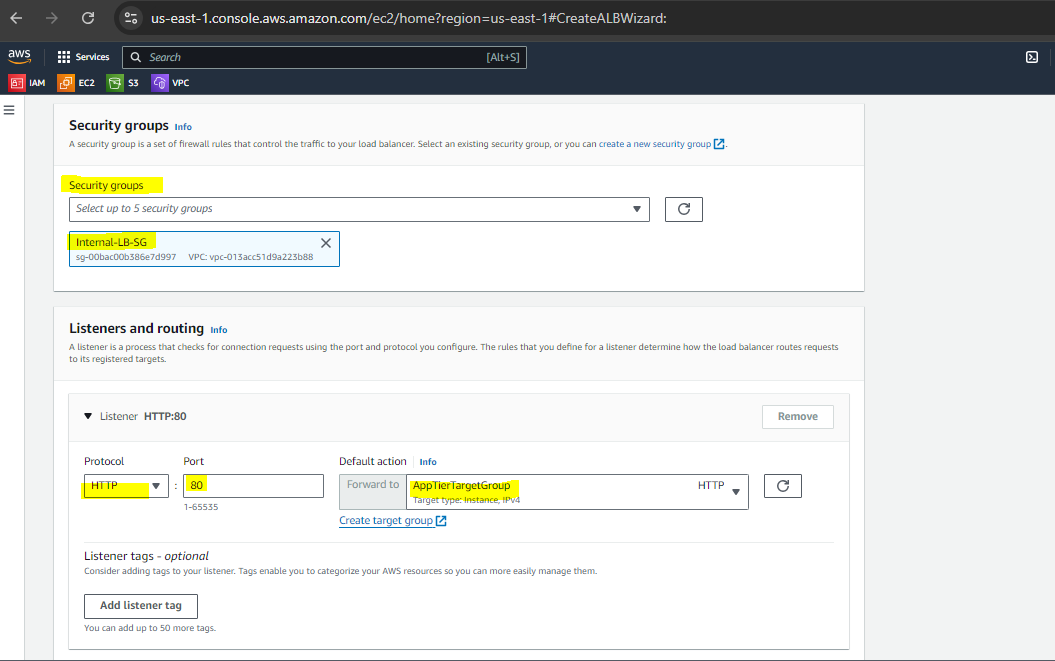 us-east-1.console.aws.amazon.com/ec2/home?region=us-east-1#CreateALBWizard:
aws Services Search [Alt+S]
IAM EC2 S3 VPC
Security groups Info
A security group is a set of firewall rules that control the traffic to your load balancer. Select an existing security group, or you can create a new security group.
Security groups
Select up to 5 security groups
Internal-LB-SG
sg-00bac00b386e7d997 VPC: vpc-013acc51d9a223b88
Listeners and routing Info
A listener is a process that checks for connection requests using the port and protocol you configure. The rules that you define for a listener determine how the load balancer routes requests
to its registered targets.
Listener HTTP:80
Remove
Protocol Port Default action Info
HTTP : 80 Forward to AppTierTargetGroup HTTP
Target type: Instance, IPv4
1-65535
Create target group
Listener tags - optional
Consider adding tags to your listener. Tags enable you to categorize your AWS resources so you can more easily manage them.
Add listener tag
You can add up to 50 more tags.